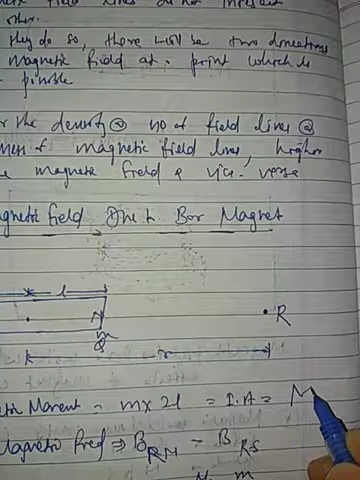 other.
they do so, there will be two directions
magnetic field at a point which is
possible
the density @ no of field lines @
of magnetic field lines, higher
magnetic field & vice-versa
Magnetic field Due to Bar Magnet
l
N
R
r
Moment = m x 2l = I.A = M
magnetic => B_RN = B_RS
m